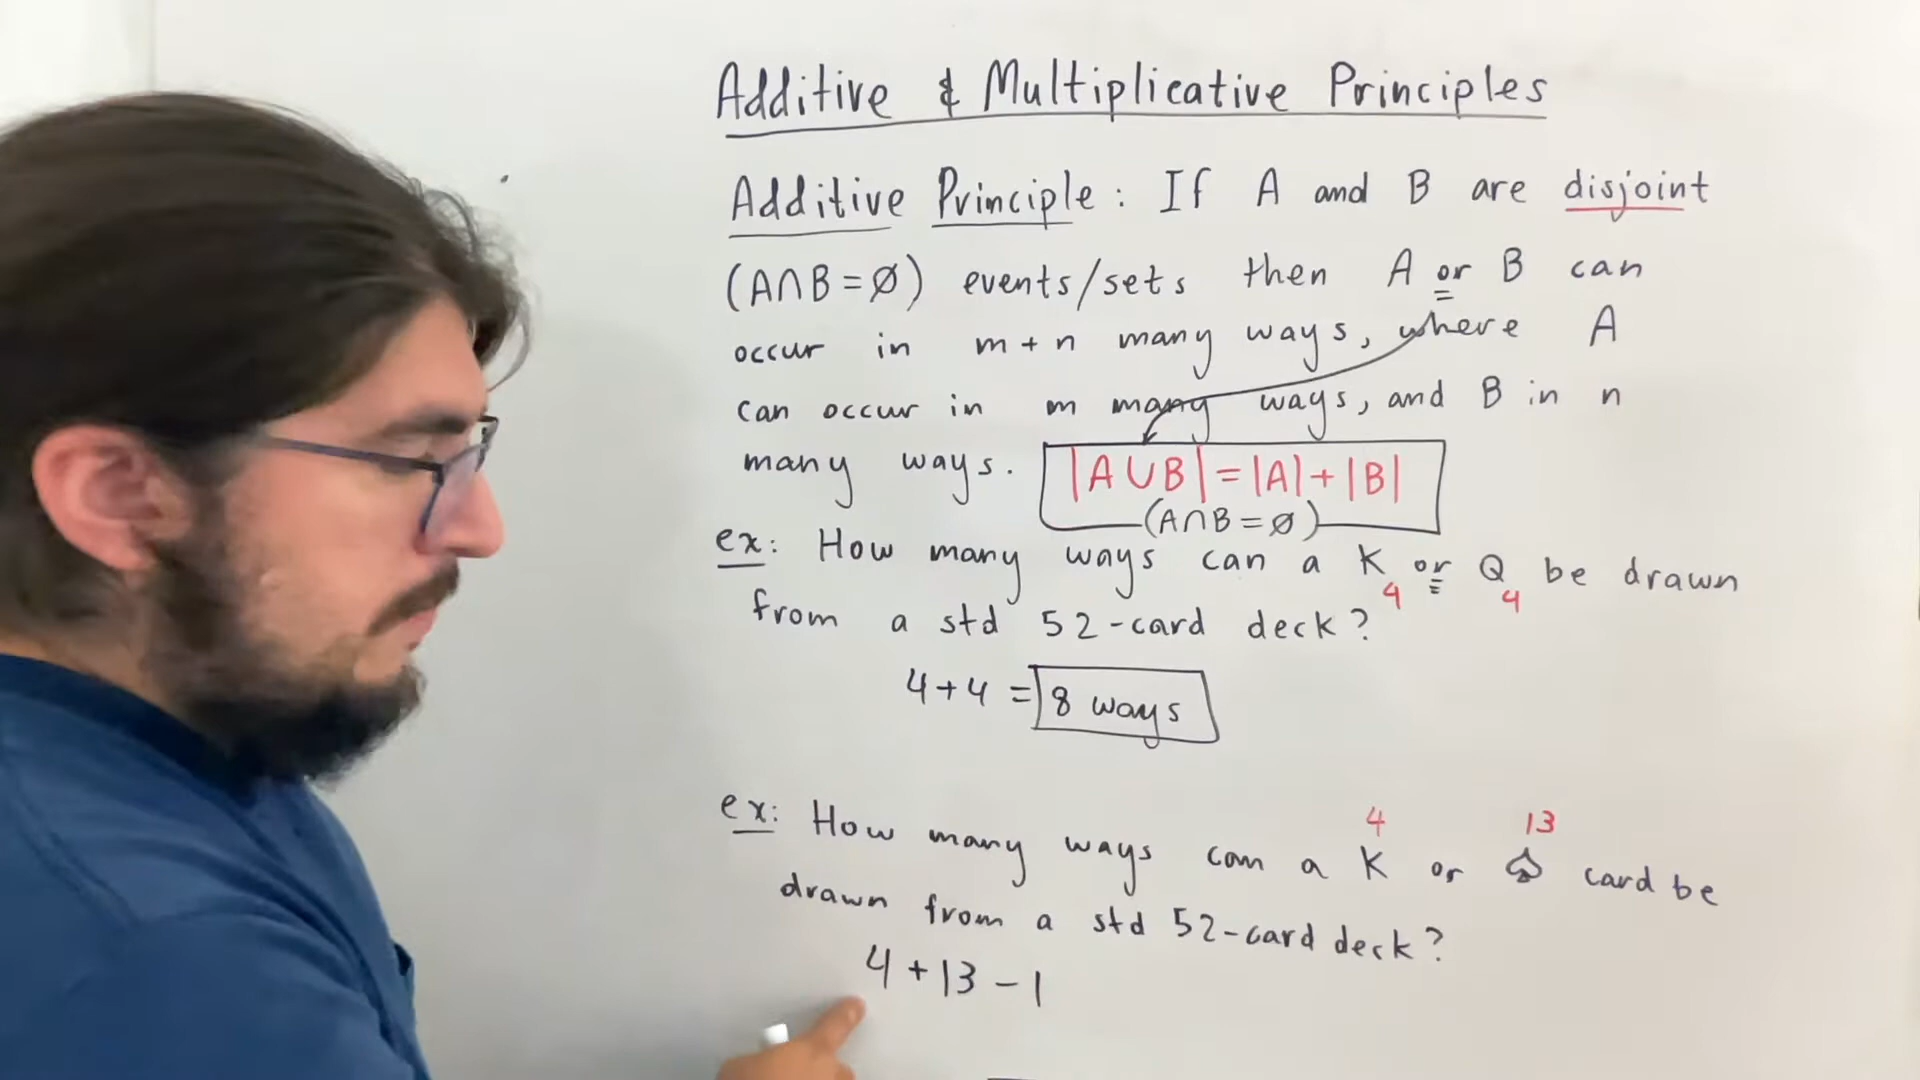 Additive & Multiplicative Principles
Additive Principle: If A and B are disjoint
(A∩B=∅) events/sets then A or B can
occur in m+n many ways, where A
can occur in m many ways, and B in n
many ways. |A∪B|=|A|+|B|
(A∩B=∅)
ex: How many ways can a K or Q be drawn
4 4
from a std 52-card deck?
4+4 = 8 ways
4 13
ex: How many ways can a K or ♤ card be
drawn from a std 52-card deck?
4+13-1